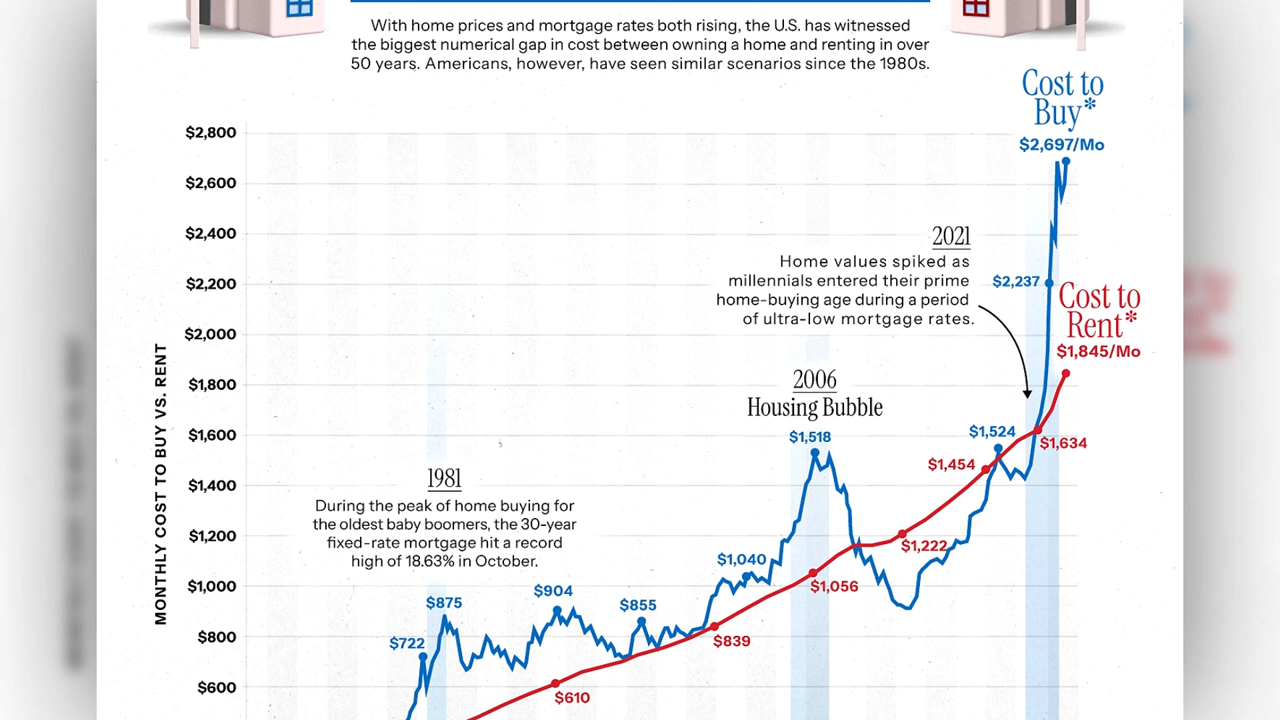 With home prices and mortgage rates both rising, the U.S. has witnessed
the biggest numerical gap in cost between owning a home and renting in over
50 years. Americans, however, have seen similar scenarios since the 1980s.
Cost to
Buy*
$2,697/Mo
$2,800
$2,600
$2,400
2021
Home values spiked as
millennials entered their prime
home-buying age during a period
of ultra-low mortgage rates.
$2,237
$2,200
Cost to
Rent*
$1,845/Mo
$2,000
MONTHLY COST TO BUY VS. RENT
$1,800
2006
Housing Bubble
$1,518
$1,524
$1,600
$1,634
$1,454
1981
During the peak of home buying for
the oldest baby boomers, the 30-year
fixed-rate mortgage hit a record
high of 18.63% in October.
$1,400
$1,200
$1,222
$1,040
$1,056
$1,000
$875
$904
$855
$800
$722
$839
$600
$610